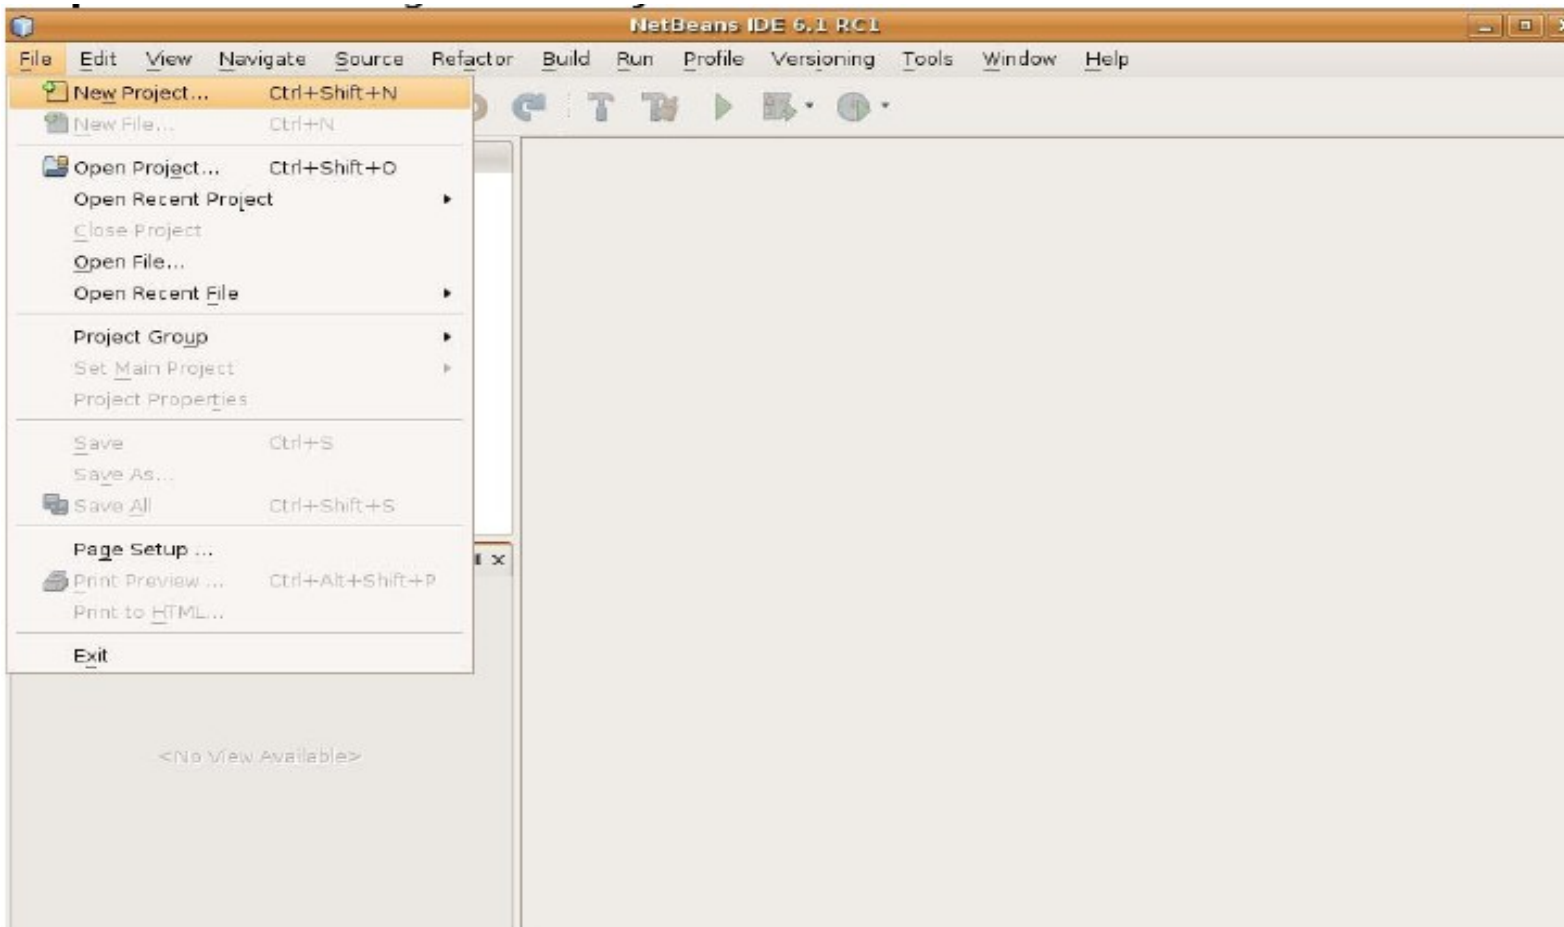 NetBeans IDE 6.1 RC1
File Edit View Navigate Source Refactor Build Run Profile Versioning Tools Window Help
New Project... Ctrl+Shift+N
New File... Ctrl+N
Open Project... Ctrl+Shift+O
Open Recent Project
Close Project
Open File...
Open Recent File
Project Group
Set Main Project
Project Properties
Save Ctrl+S
Save As...
Save All Ctrl+Shift+S
Page Setup ...
Print Preview ... Ctrl+Alt+Shift+P
Print to HTML...
Exit
<No View Available>